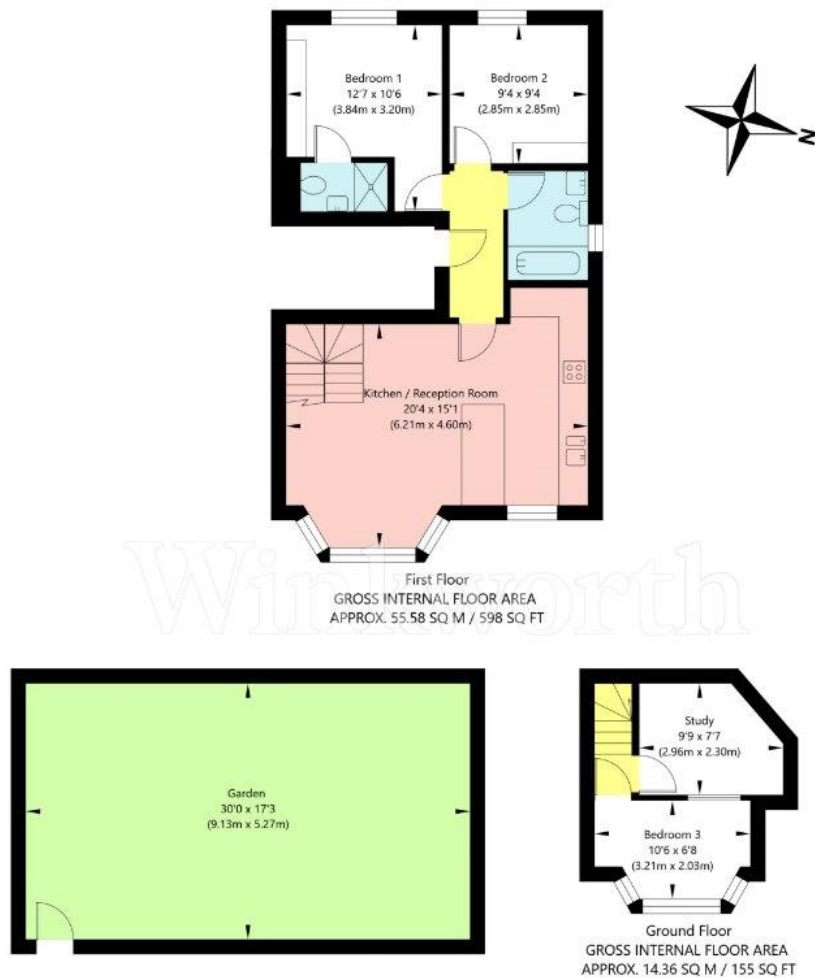 Bedroom 1
12'7 x 10'6
(3.84m x 3.20m)
Bedroom 2
9'4 x 9'4
(2.85m x 2.85m)
N
Kitchen / Reception Room
20'4 x 15'1
(6.21m x 4.60m)
Winkworth
First Floor
GROSS INTERNAL FLOOR AREA
APPROX. 55.58 SQ M / 598 SQ FT
Garden
30'0 x 17'3
(9.13m x 5.27m)
Study
9'9 x 7'7
(2.96m x 2.30m)
Bedroom 3
10'6 x 6'8
(3.21m x 2.03m)
Ground Floor
GROSS INTERNAL FLOOR AREA
APPROX. 14.36 SQ M / 155 SQ FT